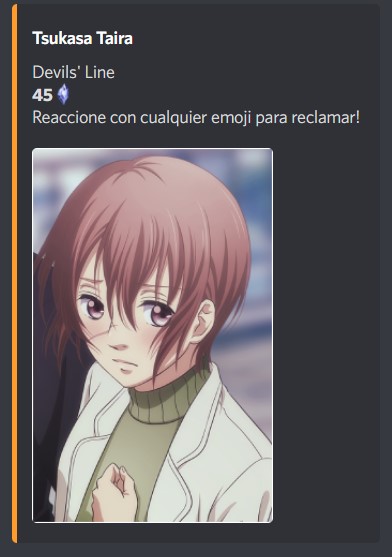 Tsukasa Taira
Devils' Line
45
Reaccione con cualquier emoji para reclamar!